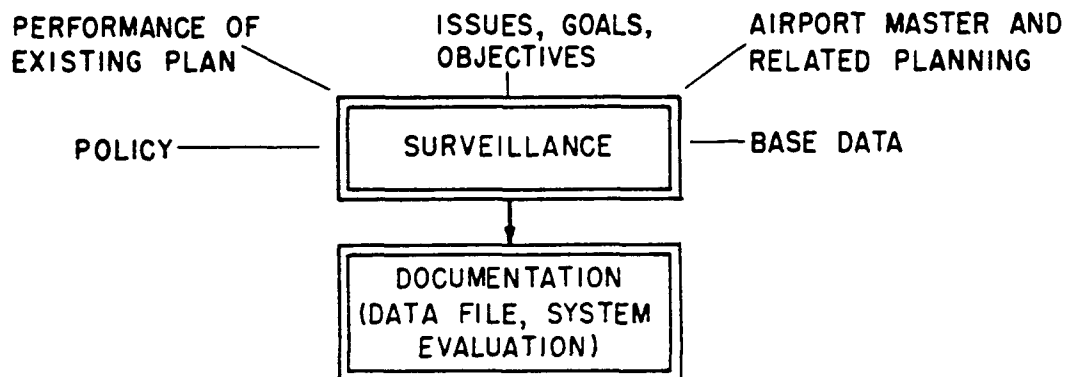 PERFORMANCE OF
EXISTING PLAN
ISSUES, GOALS,
OBJECTIVES
AIRPORT MASTER AND
RELATED PLANNING
POLICY
SURVEILLANCE
BASE DATA
DOCUMENTATION
(DATA FILE, SYSTEM
EVALUATION)